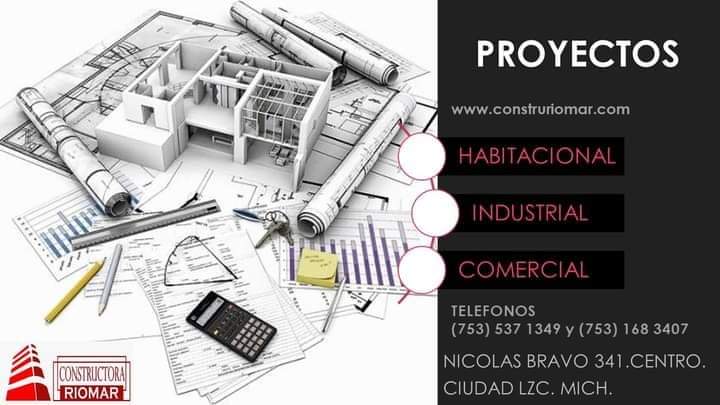 PROYECTOS
www.construriomar.com
HABITACIONAL
INDUSTRIAL
COMERCIAL
TELEFONOS
(753) 537 1349 y (753) 168 3407
NICOLAS BRAVO 341.CENTRO.
CIUDAD LZC. MICH.
CONSTRUCTORA
RIOMAR